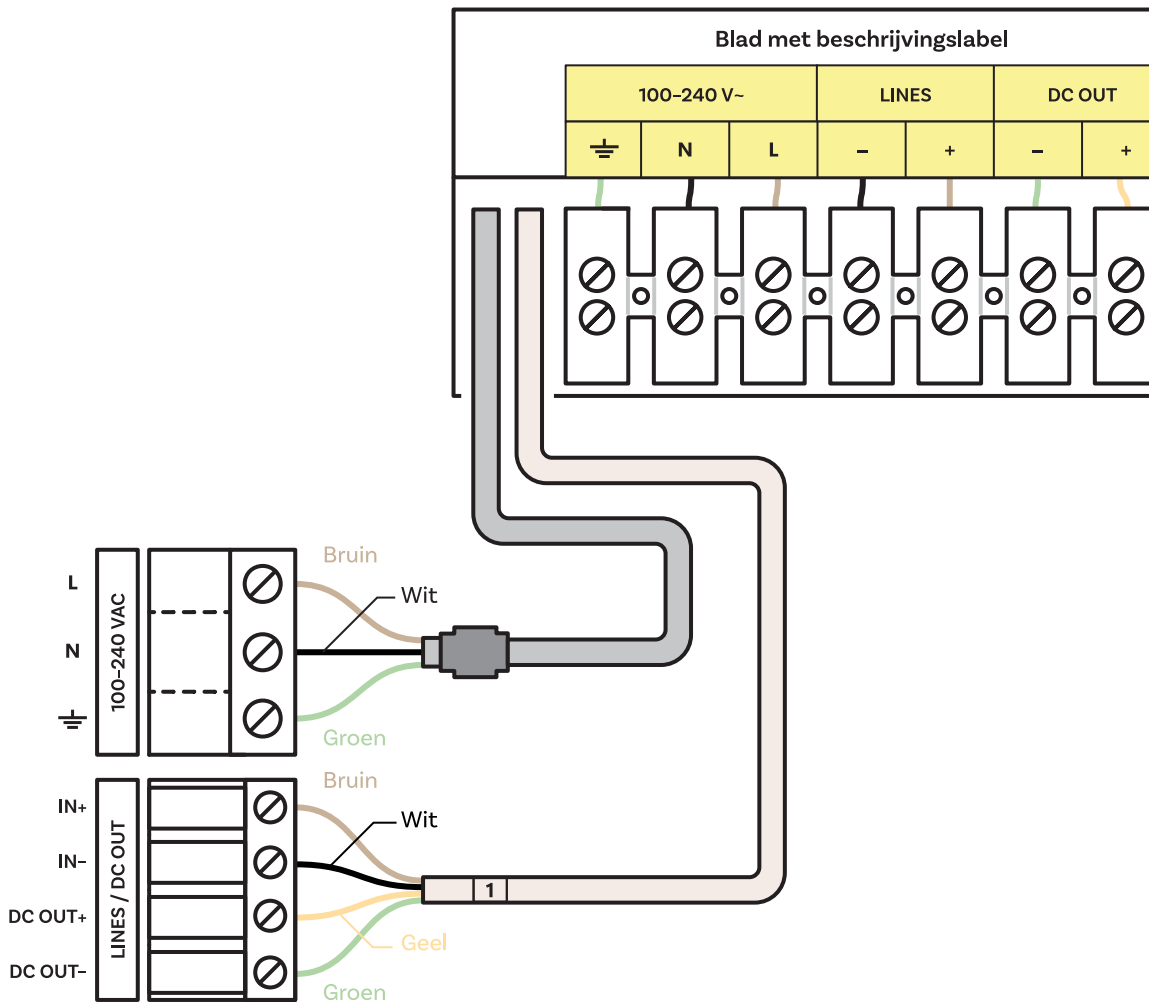 Blad met beschrijvingslabel
100–240 V~ LINES DC OUT
N L – + – +
Bruin
Wit
L
N
100–240 VAC
Groen
Bruin
Wit
IN+
IN–
DC OUT+
DC OUT–
LINES / DC OUT
1
Geel
Groen